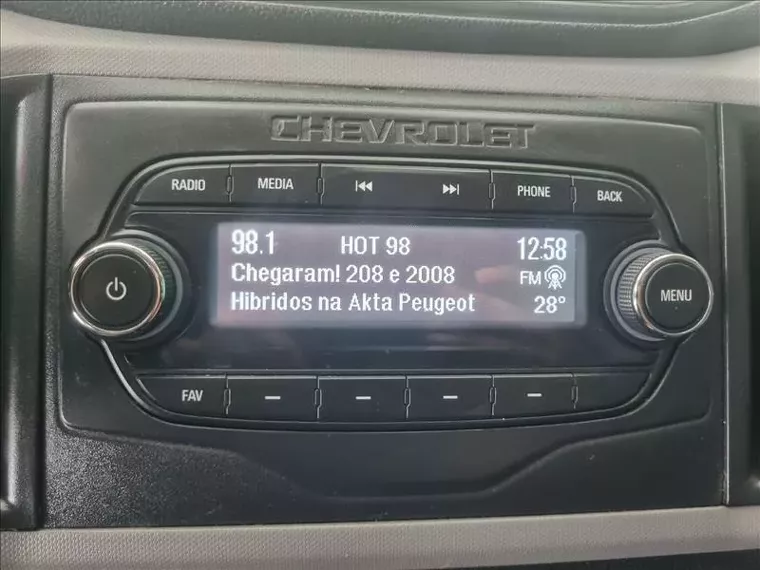 CHEVROLET
RADIO MEDIA PHONE BACK
98.1 HOT 98 12:58
Chegaram! 208 e 2008 FM
Hibridos na Akta Peugeot 28°
MENU
FAV